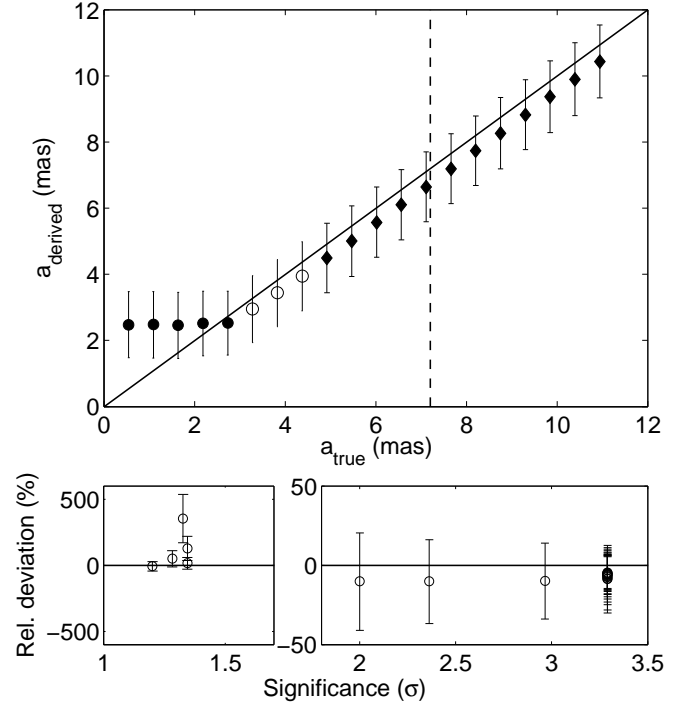 12
10
8
6
4
2
0
a_derived (mas)
0 2 4 6 8 10 12
a_true (mas)
500
0
−500
Rel. deviation (%)
1 1.5
50
0
−50
2 2.5 3 3.5
Significance (σ)